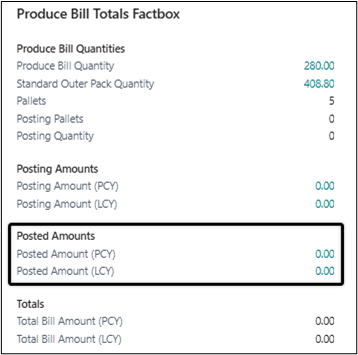 Produce Bill Totals Factbox
Produce Bill Quantities
Produce Bill Quantity 280.00
Standard Outer Pack Quantity 408.80
Pallets 5
Posting Pallets 0
Posting Quantity 0
Posting Amounts
Posting Amount (PCY) 0.00
Posting Amount (LCY) 0.00
Posted Amounts
Posted Amount (PCY) 0.00
Posted Amount (LCY) 0.00
Totals
Total Bill Amount (PCY) 0.00
Total Bill Amount (LCY) 0.00